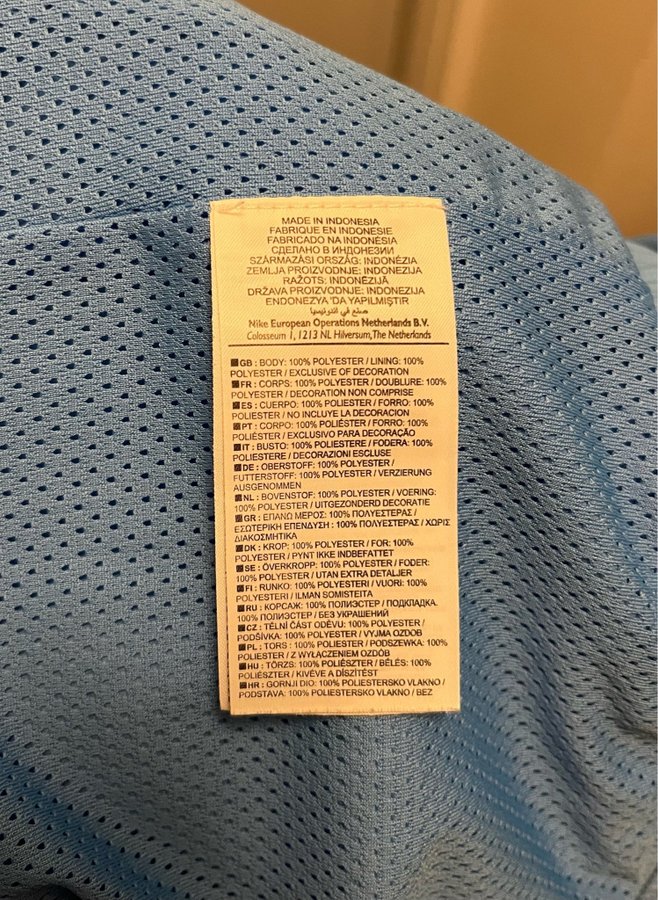 MADE IN INDONESIA
FABRIQUE EN INDONESIE
FABRICADO NA INDONÉSIA
СДЕЛАНО В ИНДОНЕЗИИ
SZÁRMAZÁSI ORSZÁG: INDONÉZIA
ZEMLJA PROIZVODNJE: INDONEZIJA
RAŽOTS: INDONĒZIJĀ
DRŽAVA PROIZVODNJE: INDONEZIJA
ENDONEZYA 'DA YAPILMIŞTIR
صنع في اندونيسيا
Nike European Operations Netherlands B.V.
Colosseum 1, 1213 NL Hilversum, The Netherlands
GB : BODY: 100% POLYESTER / LINING: 100%
POLYESTER / EXCLUSIVE OF DECORATION
FR : CORPS: 100% POLYESTER / DOUBLURE: 100%
POLYESTER / DECORATION NON COMPRISE
ES : CUERPO: 100% POLIESTER / FORRO: 100%
POLIESTER / NO INCLUYE LA DECORACION
PT : CORPO: 100% POLIÉSTER / FORRO: 100%
POLIÉSTER / EXCLUSIVO PARA DECORAÇÃO
IT : BUSTO: 100% POLIESTERE / FODERA: 100%
POLIESTERE / DECORAZIONI ESCLUSE
DE : OBERSTOFF: 100% POLYESTER /
FUTTERSTOFF: 100% POLYESTER / VERZIERUNG
AUSGENOMMEN
NL : BOVENSTOF: 100% POLYESTER / VOERING:
100% POLYESTER / UITGEZONDERD DECORATIE
GR : ΕΠΑΝΩ ΜΕΡΟΣ: 100% ΠΟΛΥΕΣΤΕΡΑΣ /
ΕΣΩΤΕΡΙΚΗ ΕΠΕΝΔΥΣΗ : 100% ΠΟΛΥΕΣΤΕΡΑΣ / ΧΩΡΙΣ
ΔΙΑΚΟΣΜΗΤΙΚΑ
DK : KROP: 100% POLYESTER / FOR: 100%
POLYESTER / PYNT IKKE INDBEFATTET
SE : ÖVERKROPP: 100% POLYESTER / FODER:
100% POLYESTER / UTAN EXTRA DETALJER
FI : RUNKO: 100% POLYESTERI / VUORI: 100%
POLYESTERI / ILMAN SOMISTEITA
RU : КОРСАЖ: 100% ПОЛИЭСТЕР / ПОДКЛАДКА.
100% ПОЛИЭСТЕР / БЕЗ УКРАШЕНИЙ
CZ : TĚLNÍ ČÁST ODĚVU: 100% POLYESTER /
PODŠÍVKA: 100% POLYESTER / VYJMA OZDOB
PL : TORS : 100% POLIESTER / PODSZEWKA: 100%
POLIESTER / Z WYŁĄCZENIEM OZDÓB
HU : TÖRZS: 100% POLIÉSZTER / BÉLÉS: 100%
POLIÉSZTER / KIVÉVE A DÍSZÍTÉST
HR : GORNJI DIO: 100% POLIESTERSKO VLAKNO /
PODSTAVA: 100% POLIESTERSKO VLAKNO / BEZ